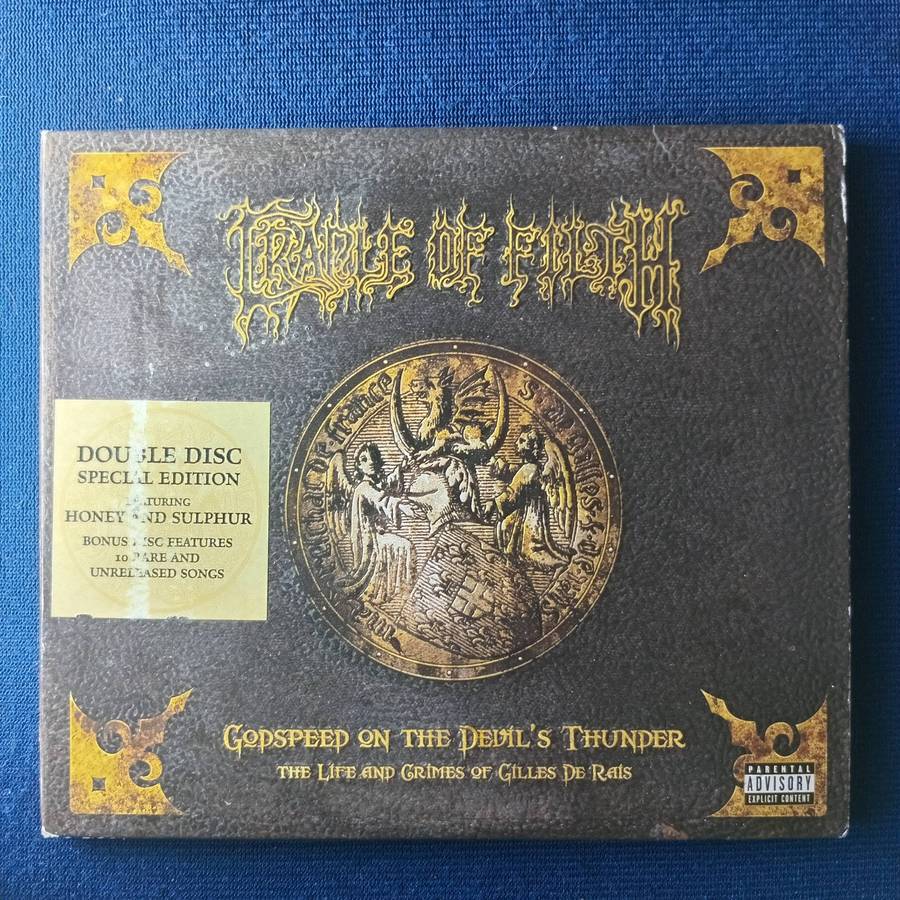 CRADLE OF FILTH
DOUBLE DISC
SPECIAL EDITION
FEATURING
HONEY AND SULPHUR
BONUS DISC FEATURES
10 RARE AND
UNRELEASED SONGS
GODSPEED ON THE DEVIL'S THUNDER
THE LIFE AND CRIMES OF GILLES DE RAIS
PARENTAL
ADVISORY
EXPLICIT CONTENT